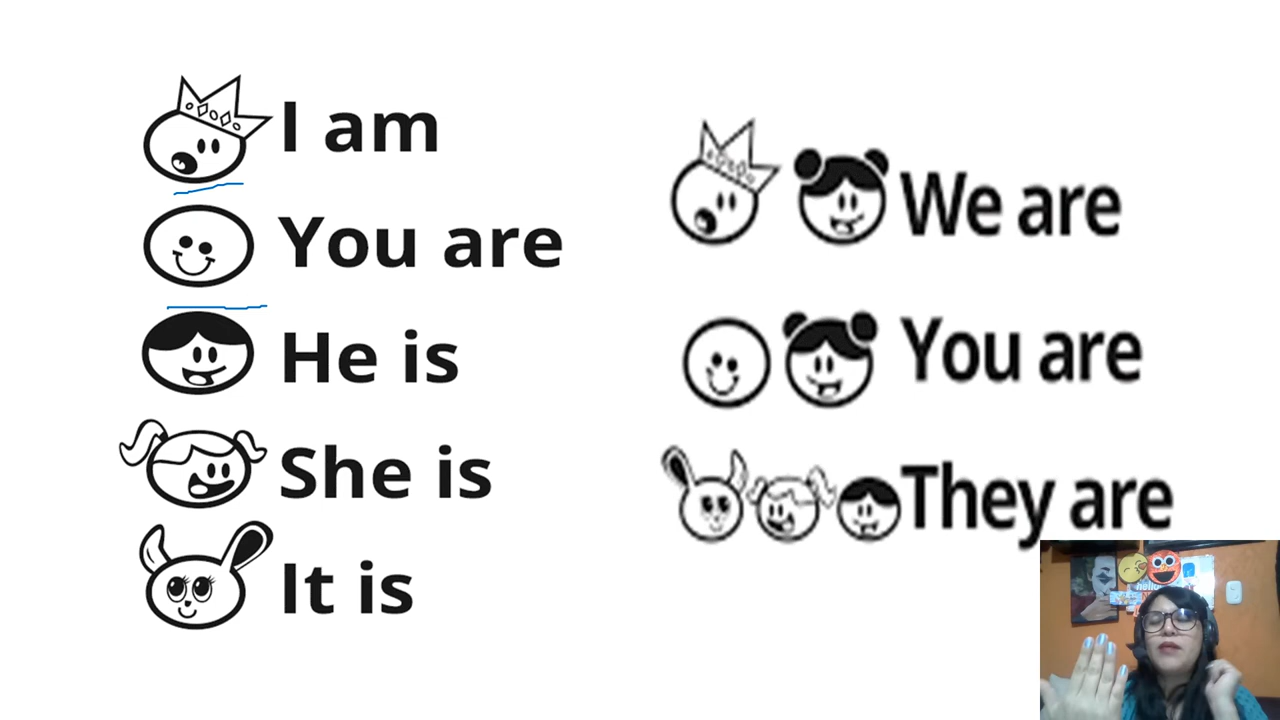 I am
You are
He is
She is
It is
We are
You are
They are